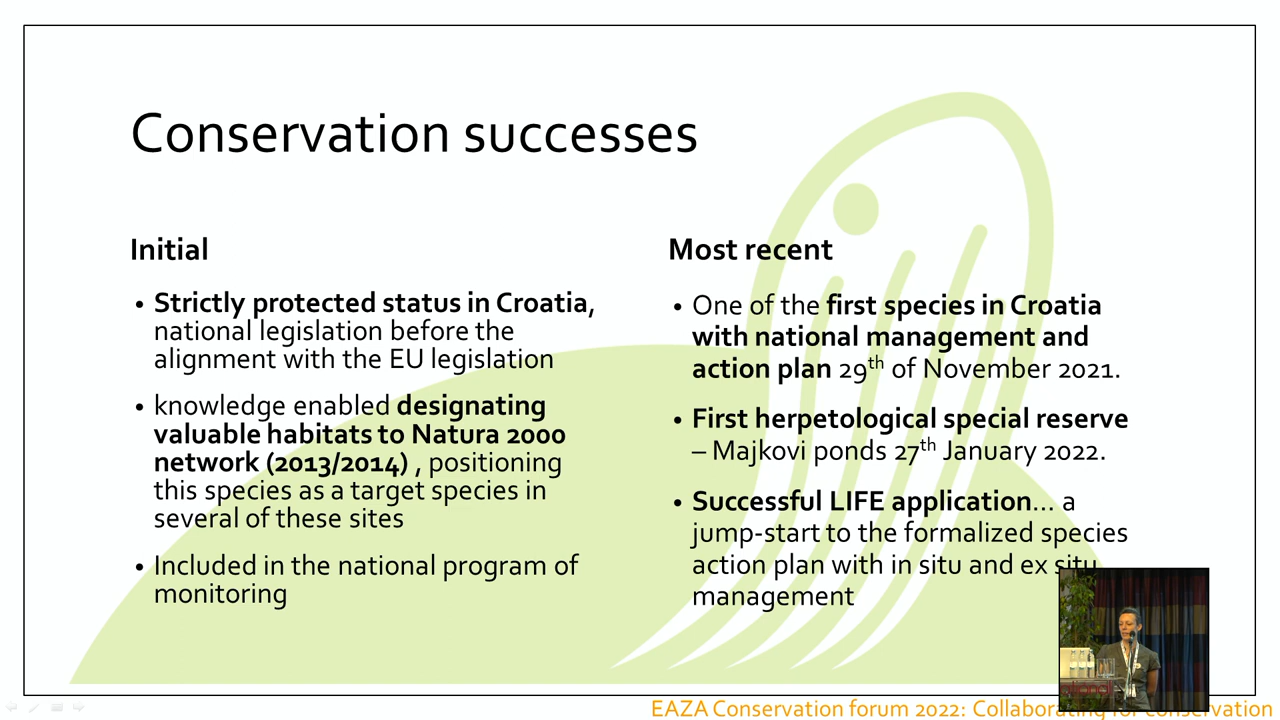 Conservation successes
Initial
• Strictly protected status in Croatia,
national legislation before the
alignment with the EU legislation
• knowledge enabled designating
valuable habitats to Natura 2000
network (2013/2014) , positioning
this species as a target species in
several of these sites
• Included in the national program of
monitoring
Most recent
• One of the first species in Croatia
with national management and
action plan 29th of November 2021.
• First herpetological special reserve
– Majkovi ponds 27th January 2022.
• Successful LIFE application... a
jump-start to the formalized species
action plan with in situ and ex situ
management
EAZA Conservation forum 2022: Collaborating for Conservation